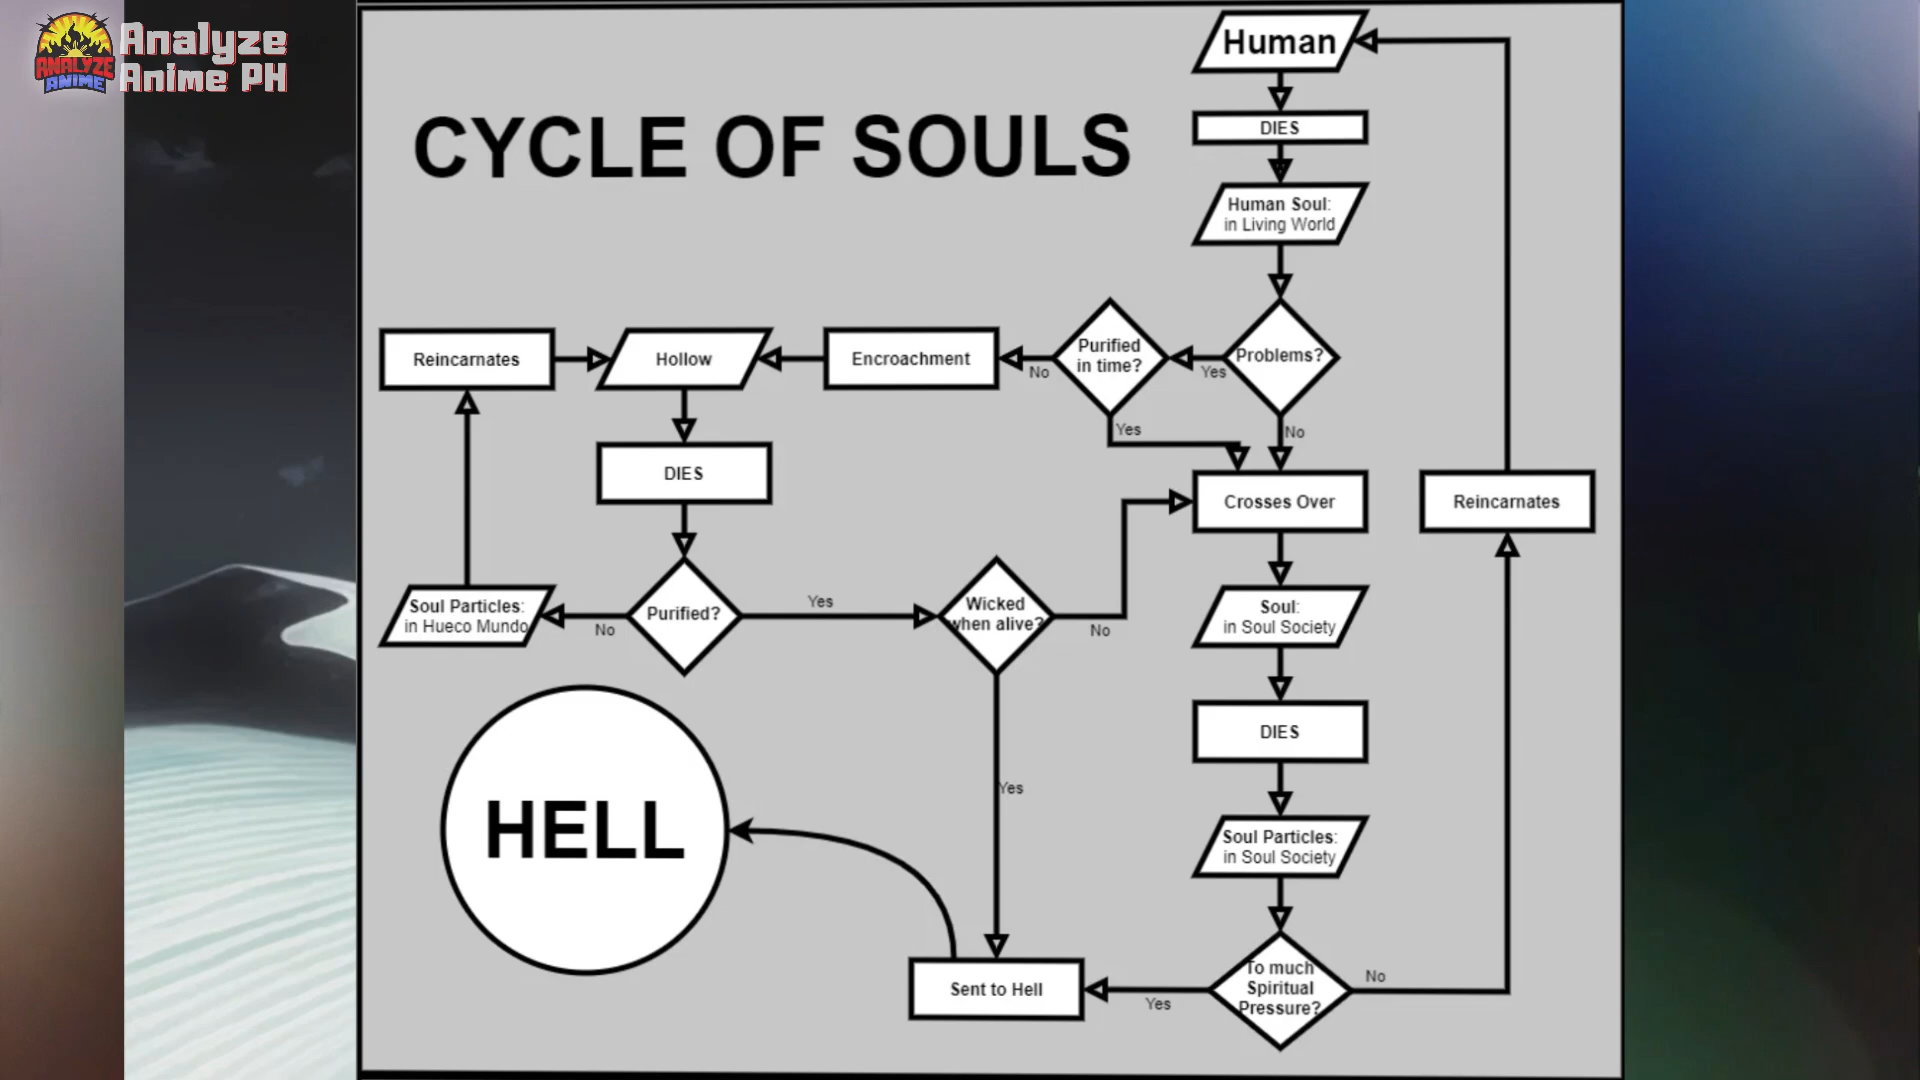 Analyze
Anime PH
ANALYZE
ANIME
CYCLE OF SOULS
Human
DIES
Human Soul:
in Living World
Problems?
Yes
No
Purified
in time?
No
Yes
Encroachment
Hollow
Reincarnates
DIES
Purified?
No
Yes
Soul Particles:
in Hueco Mundo
Wicked
when alive?
No
Yes
Crosses Over
Reincarnates
Soul:
in Soul Society
DIES
Soul Particles:
in Soul Society
To much
Spiritual
Pressure?
No
Yes
Sent to Hell
HELL